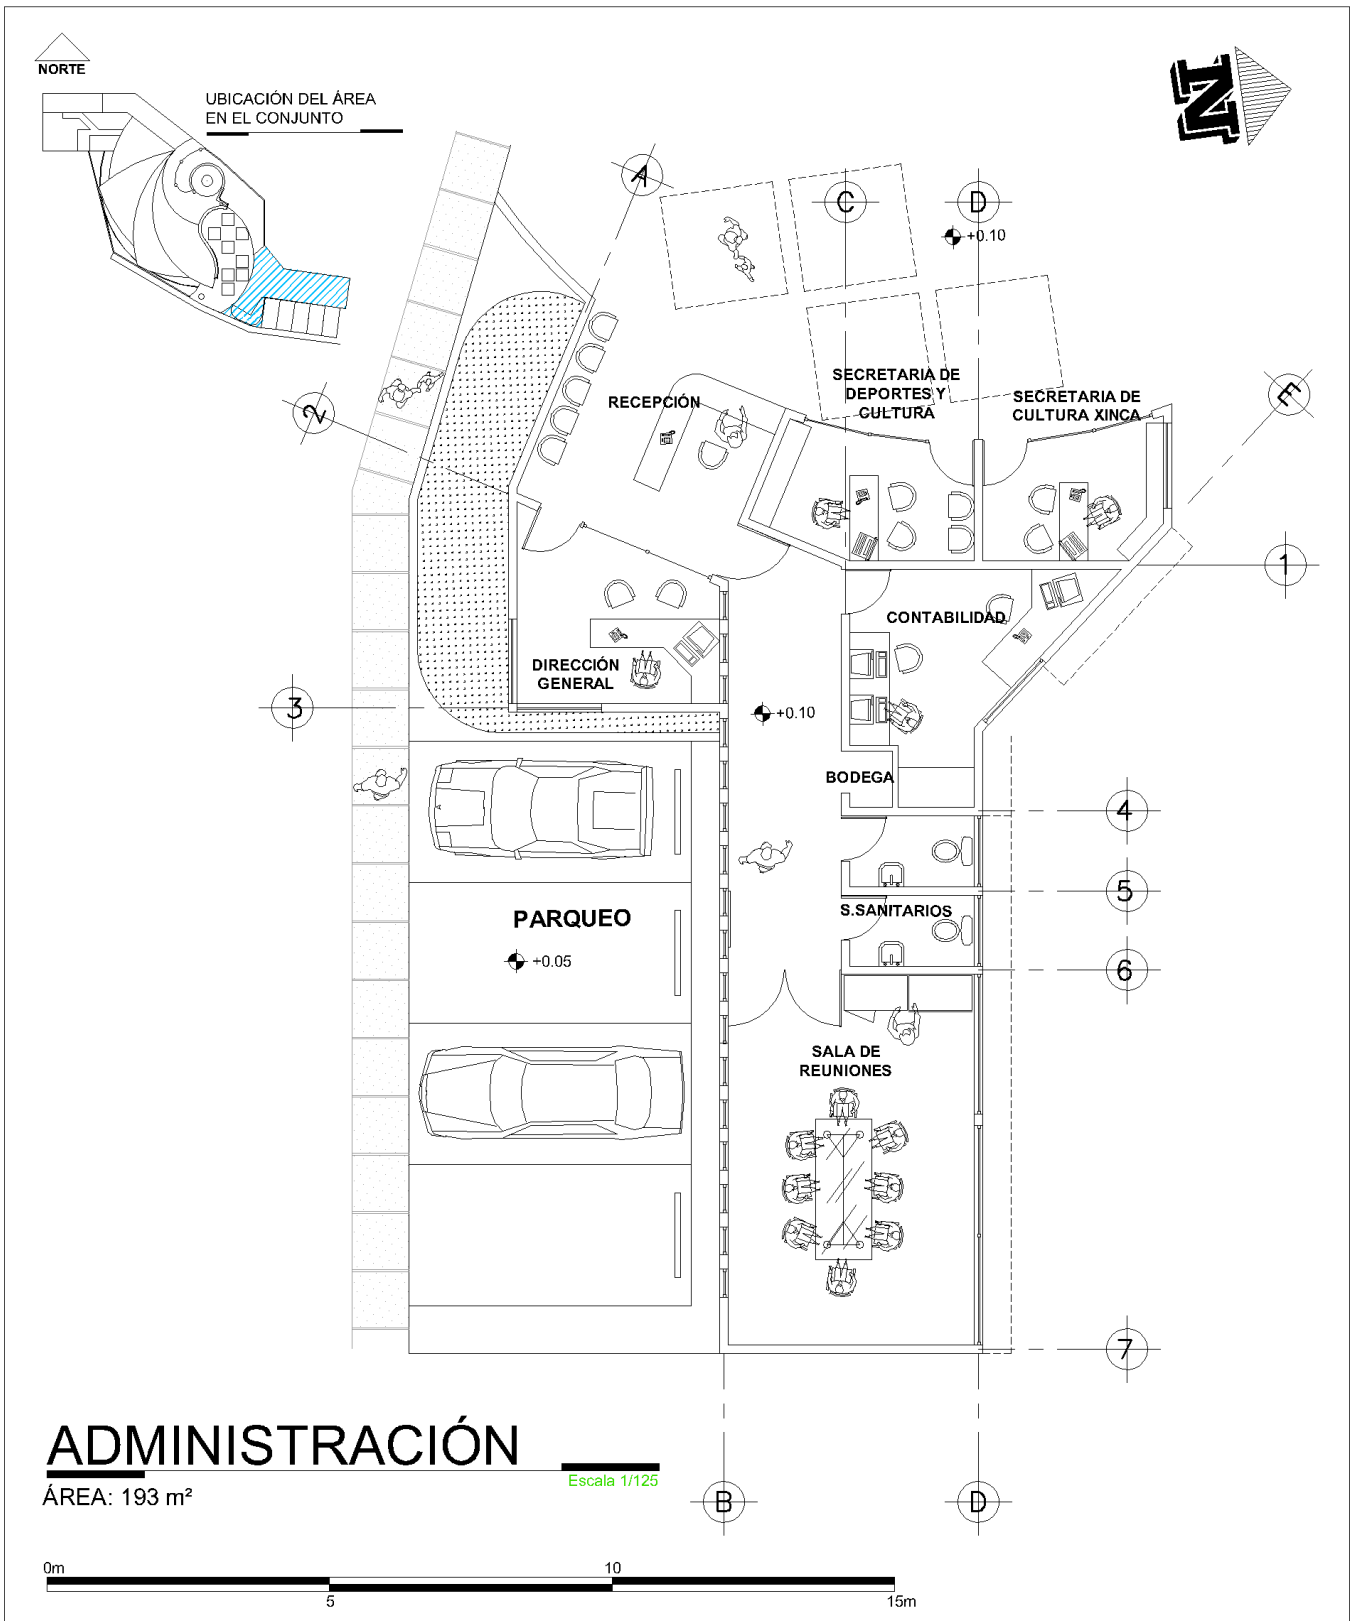 NORTE
UBICACIÓN DEL ÁREA
EN EL CONJUNTO
N
A
C
D
+0.10
SECRETARIA DE
DEPORTES Y
CULTURA
SECRETARIA DE
CULTURA XINCA
E
2
RECEPCIÓN
1
CONTABILIDAD
DIRECCIÓN
GENERAL
3
+0.10
BODEGA
4
5
S.SANITARIOS
PARQUEO
+0.05
6
SALA DE
REUNIONES
7
ADMINISTRACIÓN
Escala 1/125
ÁREA: 193 m²
B
D
0m
10
5
15m